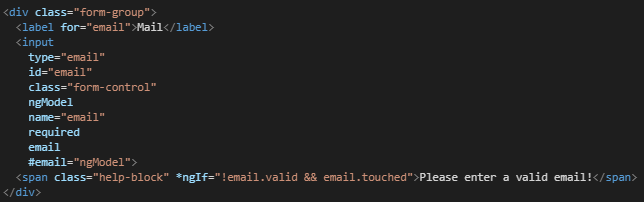 <div class="form-group">
<label for="email">Mail</label>
<input
type="email"
id="email"
class="form-control"
ngModel
name="email"
required
email
#email="ngModel">
<span class="help-block" *ngIf="!email.valid && email.touched">Please enter a valid email!</span>
</div>